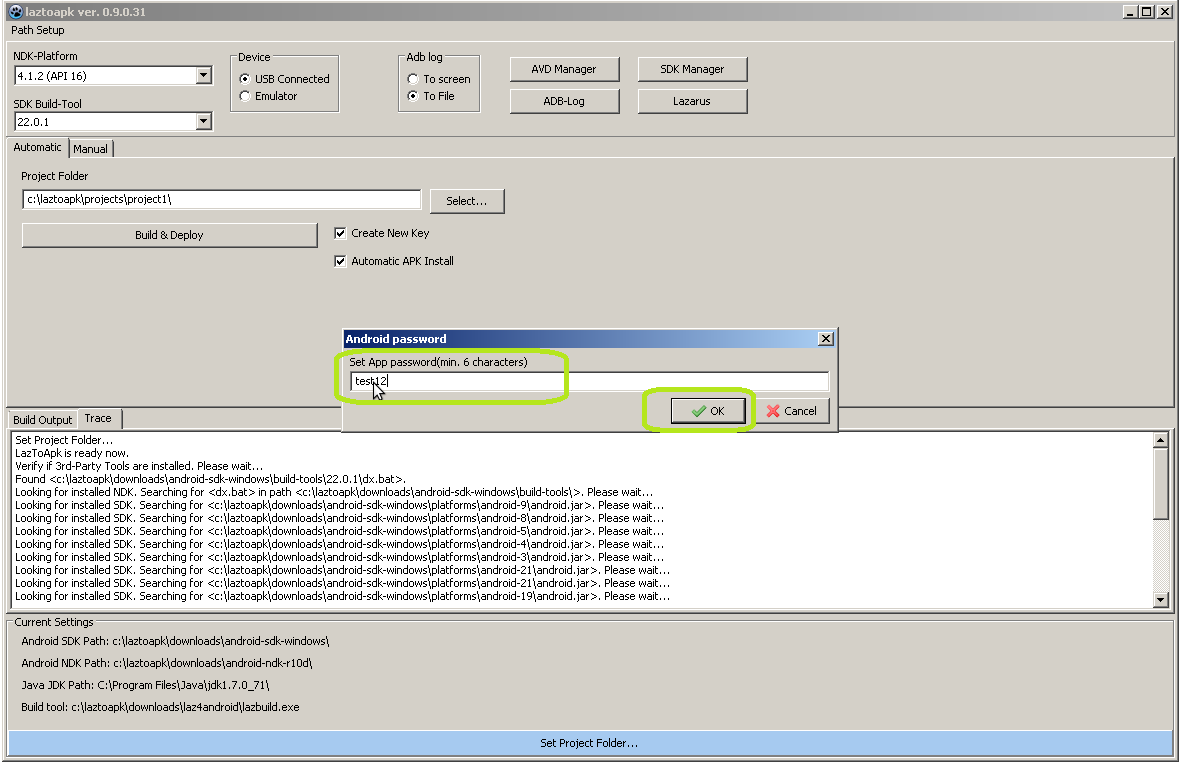 laztoapk ver. 0.9.0.31
Path Setup
NDK-Platform
4.1.2 (API 16)
SDK Build-Tool
22.0.1
Device
USB Connected
Emulator
Adb log
To screen
To File
AVD Manager
SDK Manager
ADB-Log
Lazarus
Automatic
Manual
Project Folder
c:\laztoapk\projects\project1\
Select...
Build & Deploy
Create New Key
Automatic APK Install
Android password
Set App password(min. 6 characters)
test12
OK
Cancel
Build Output
Trace
Set Project Folder...
LazToApk is ready now.
Verify if 3rd-Party Tools are installed. Please wait...
Found <c:\laztoapk\downloads\android-sdk-windows\build-tools\22.0.1\dx.bat>.
Looking for installed NDK. Searching for <dx.bat> in path <c:\laztoapk\downloads\android-sdk-windows\build-tools\>. Please wait...
Looking for installed SDK. Searching for <c:\laztoapk\downloads\android-sdk-windows\platforms\android-9\android.jar>. Please wait...
Looking for installed SDK. Searching for <c:\laztoapk\downloads\android-sdk-windows\platforms\android-8\android.jar>. Please wait...
Looking for installed SDK. Searching for <c:\laztoapk\downloads\android-sdk-windows\platforms\android-5\android.jar>. Please wait...
Looking for installed SDK. Searching for <c:\laztoapk\downloads\android-sdk-windows\platforms\android-4\android.jar>. Please wait...
Looking for installed SDK. Searching for <c:\laztoapk\downloads\android-sdk-windows\platforms\android-3\android.jar>. Please wait...
Looking for installed SDK. Searching for <c:\laztoapk\downloads\android-sdk-windows\platforms\android-21\android.jar>. Please wait...
Looking for installed SDK. Searching for <c:\laztoapk\downloads\android-sdk-windows\platforms\android-21\android.jar>. Please wait...
Looking for installed SDK. Searching for <c:\laztoapk\downloads\android-sdk-windows\platforms\android-19\android.jar>. Please wait...
Current Settings
Android SDK Path: c:\laztoapk\downloads\android-sdk-windows\
Android NDK Path: c:\laztoapk\downloads\android-ndk-r10d\
Java JDK Path: C:\Program Files\Java\jdk1.7.0_71\
Build tool: c:\laztoapk\downloads\laz4android\lazbuild.exe
Set Project Folder...